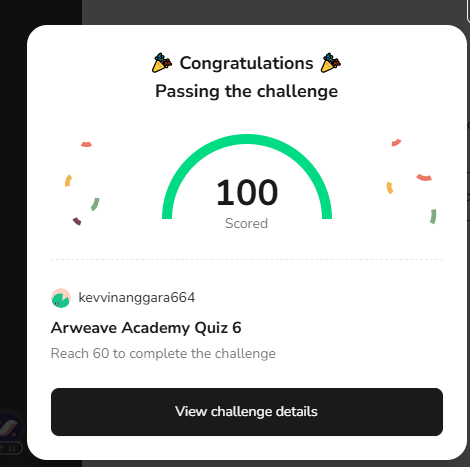 Congratulations
Passing the challenge
100
Scored
kevvinanggara664
Arweave Academy Quiz 6
Reach 60 to complete the challenge
View challenge details